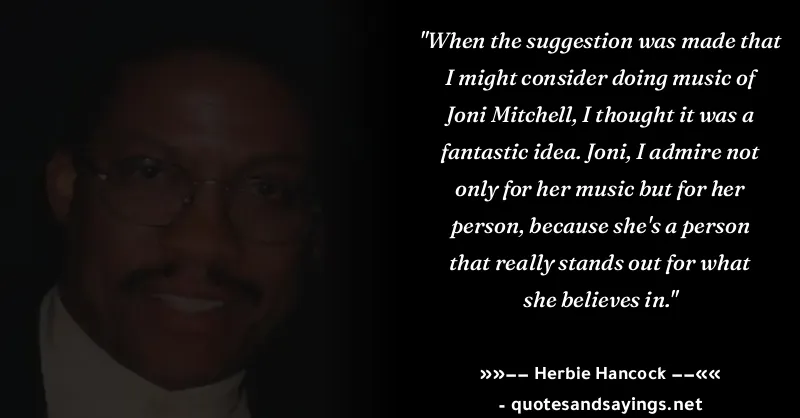 "When the suggestion was made that
I might consider doing music of
Joni Mitchell, I thought it was a
fantastic idea. Joni, I admire not
only for her music but for her
person, because she's a person
that really stands out for what
she believes in."
»»−− Herbie Hancock −−««
- quotesandsayings.net